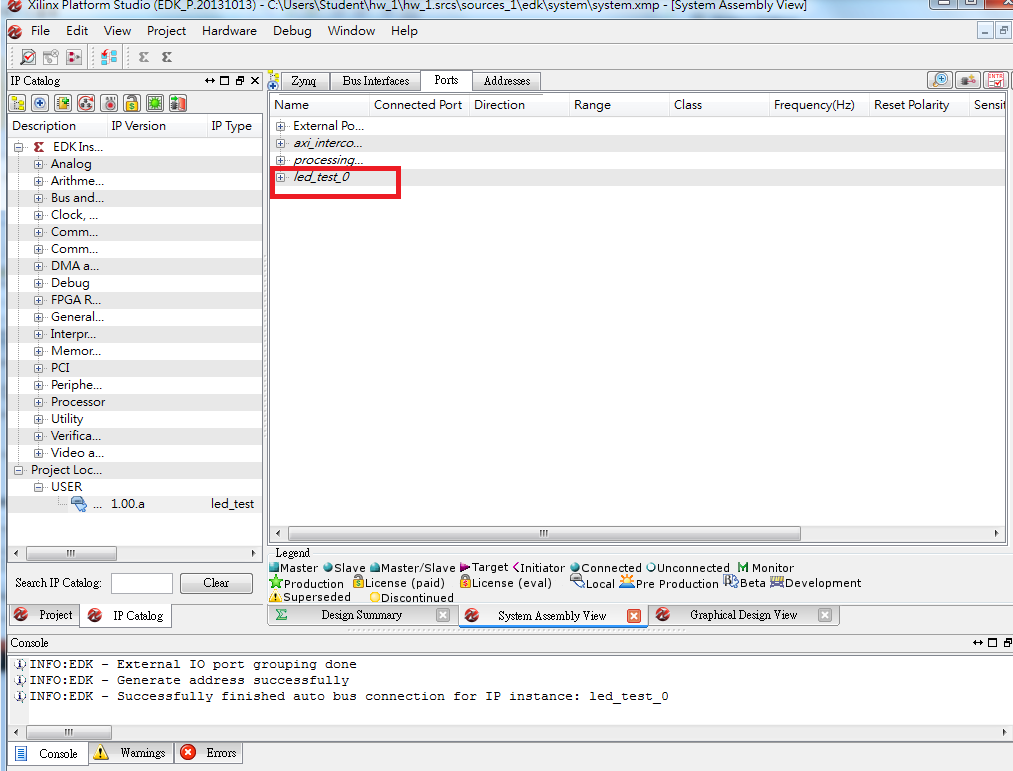 Xilinx Platform Studio (EDK_P.20131013) - C:\Users\Student\hw_1\hw_1.srcs\sources_1\edk\system\system.xmp - [System Assembly View]
File Edit View Project Hardware Debug Window Help
Σ Σ
IP Catalog
Zynq Bus Interfaces Ports Addresses
Description IP Version IP Type
Name Connected Port Direction Range Class Frequency(Hz) Reset Polarity Sensit
External Po...
axi_interco...
processing...
led_test_0
EDK Ins...
Analog
Arithme...
Bus and...
Clock, ...
Comm...
Comm...
DMA a...
Debug
FPGA R...
General...
Interpr...
Memor...
PCI
Periphe...
Processor
Utility
Verifica...
Video a...
Project Loc...
USER
... 1.00.a led_test
Search IP Catalog: Clear
Project IP Catalog
Legend
Master Slave Master/Slave Target Initiator Connected Unconnected M Monitor
Production License (paid) License (eval) Local Pre Production Beta Development
Superseded Discontinued
Σ Design Summary System Assembly View Graphical Design View
Console
INFO:EDK - External IO port grouping done
INFO:EDK - Generate address successfully
INFO:EDK - Successfully finished auto bus connection for IP instance: led_test_0
Console Warnings Errors